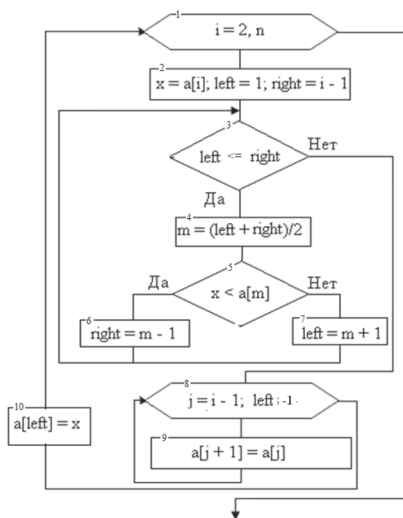 1
i = 2, n
2
x = a[i]; left = 1; right = i - 1
3
left <= right
Нет
Да
4
m = (left + right)/2
5
x < a[m]
Да
Нет
6
right = m - 1
7
left = m + 1
8
j = i - 1; left ; -1
10
a[left] = x
9
a[j + 1] = a[j]